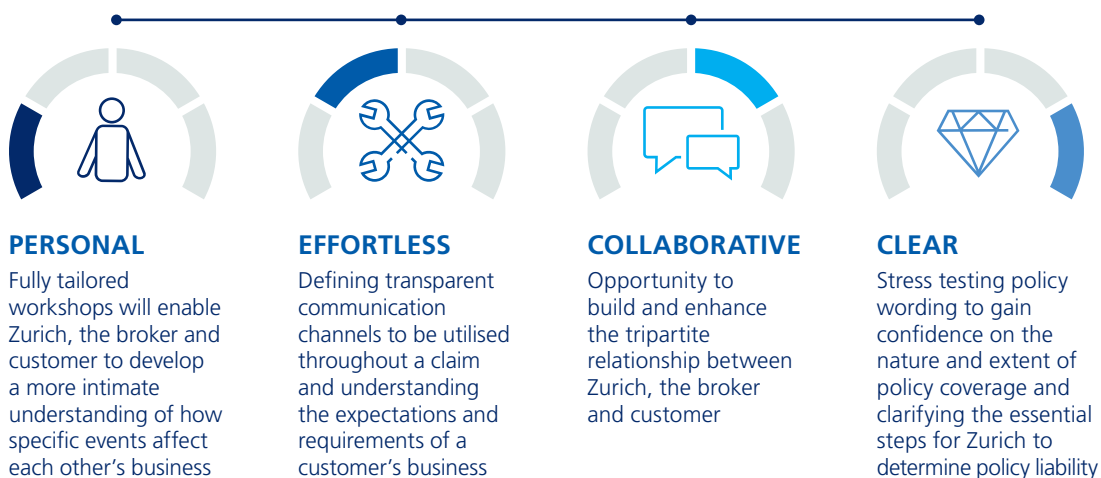 PERSONAL
Fully tailored
workshops will enable
Zurich, the broker and
customer to develop
a more intimate
understanding of how
specific events affect
each other's business
EFFORTLESS
Defining transparent
communication
channels to be utilised
throughout a claim
and understanding
the expectations and
requirements of a
customer's business
COLLABORATIVE
Opportunity to
build and enhance
the tripartite
relationship between
Zurich, the broker
and customer
CLEAR
Stress testing policy
wording to gain
confidence on the
nature and extent of
policy coverage and
clarifying the essential
steps for Zurich to
determine policy liability